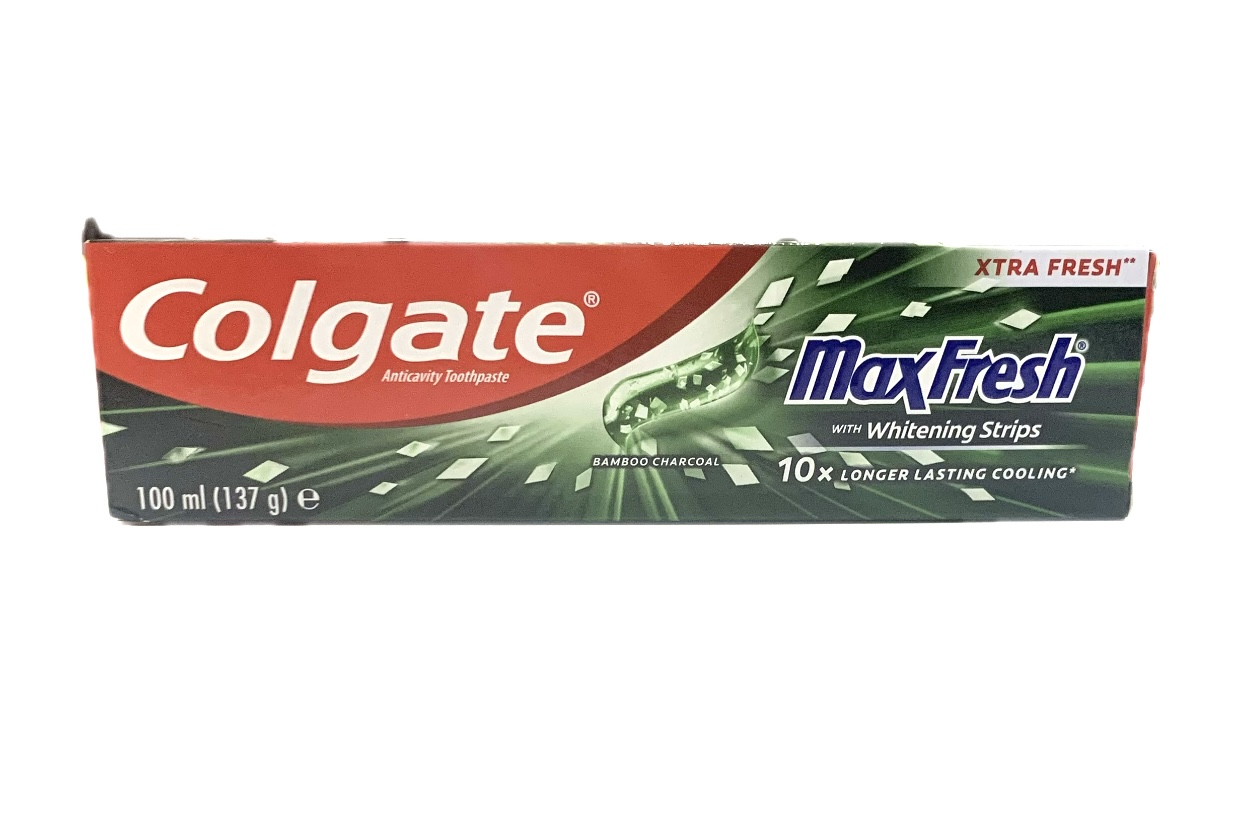 XTRA FRESH**
Colgate®
Anticavity Toothpaste
MaxFresh®
WITH Whitening Strips
BAMBOO CHARCOAL
10x LONGER LASTING COOLING*
100 ml (137 g) ℮